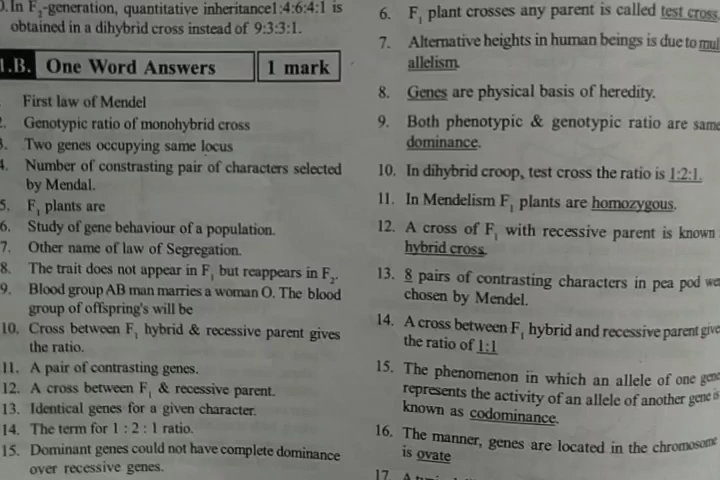 0. In F₂-generation, quantitative inheritance1:4:6:4:1 is
obtained in a dihybrid cross instead of 9:3:3:1.
1.B. One Word Answers 1 mark
First law of Mendel
2. Genotypic ratio of monohybrid cross
3. Two genes occupying same locus
4. Number of constrasting pair of characters selected
by Mendal.
5. F₁ plants are
6. Study of gene behaviour of a population.
7. Other name of law of Segregation.
8. The trait does not appear in F₁ but reappears in F₂.
9. Blood group AB man marries a woman O. The blood
group of offspring's will be
10. Cross between F₁ hybrid & recessive parent gives
the ratio.
11. A pair of contrasting genes.
12. A cross between F₁ & recessive parent.
13. Identical genes for a given character.
14. The term for 1 : 2 : 1 ratio.
15. Dominant genes could not have complete dominance
over recessive genes.
6. F₁ plant crosses any parent is called test cross.
7. Alternative heights in human beings is due to mul
allelism.
8. Genes are physical basis of heredity.
9. Both phenotypic & genotypic ratio are same
dominance.
10. In dihybrid croop, test cross the ratio is 1:2:1.
11. In Mendelism F₁ plants are homozygous.
12. A cross of F₁ with recessive parent is known
hybrid cross.
13. 8 pairs of contrasting characters in pea pod we
chosen by Mendel.
14. A cross between F₁ hybrid and recessive parent give
the ratio of 1:1
15. The phenomenon in which an allele of one gene
represents the activity of an allele of another gene is
known as codominance.
16. The manner, genes are located in the chromosome
is ovate
17.